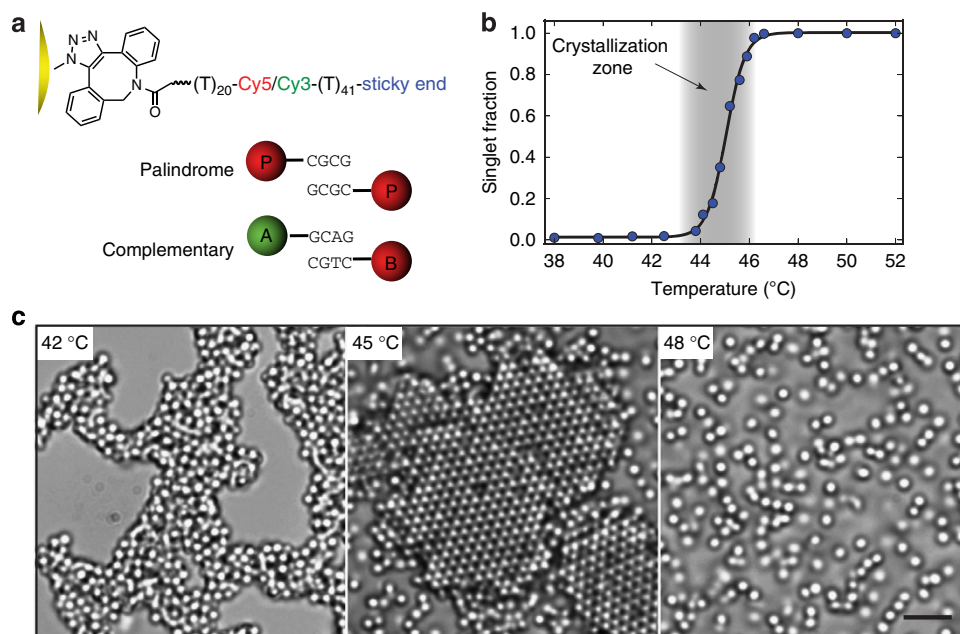 a
N N
N
N
O
(T)20-Cy5/Cy3-(T)41-sticky end
Palindrome
P CGCG
GCGC P
Complementary
A GCAG
CGTC B
b
Crystallization
zone
Singlet fraction
1.0
0.8
0.6
0.4
0.2
0.0
38 40 42 44 46 48 50 52
Temperature (°C)
c
42 °C
45 °C
48 °C